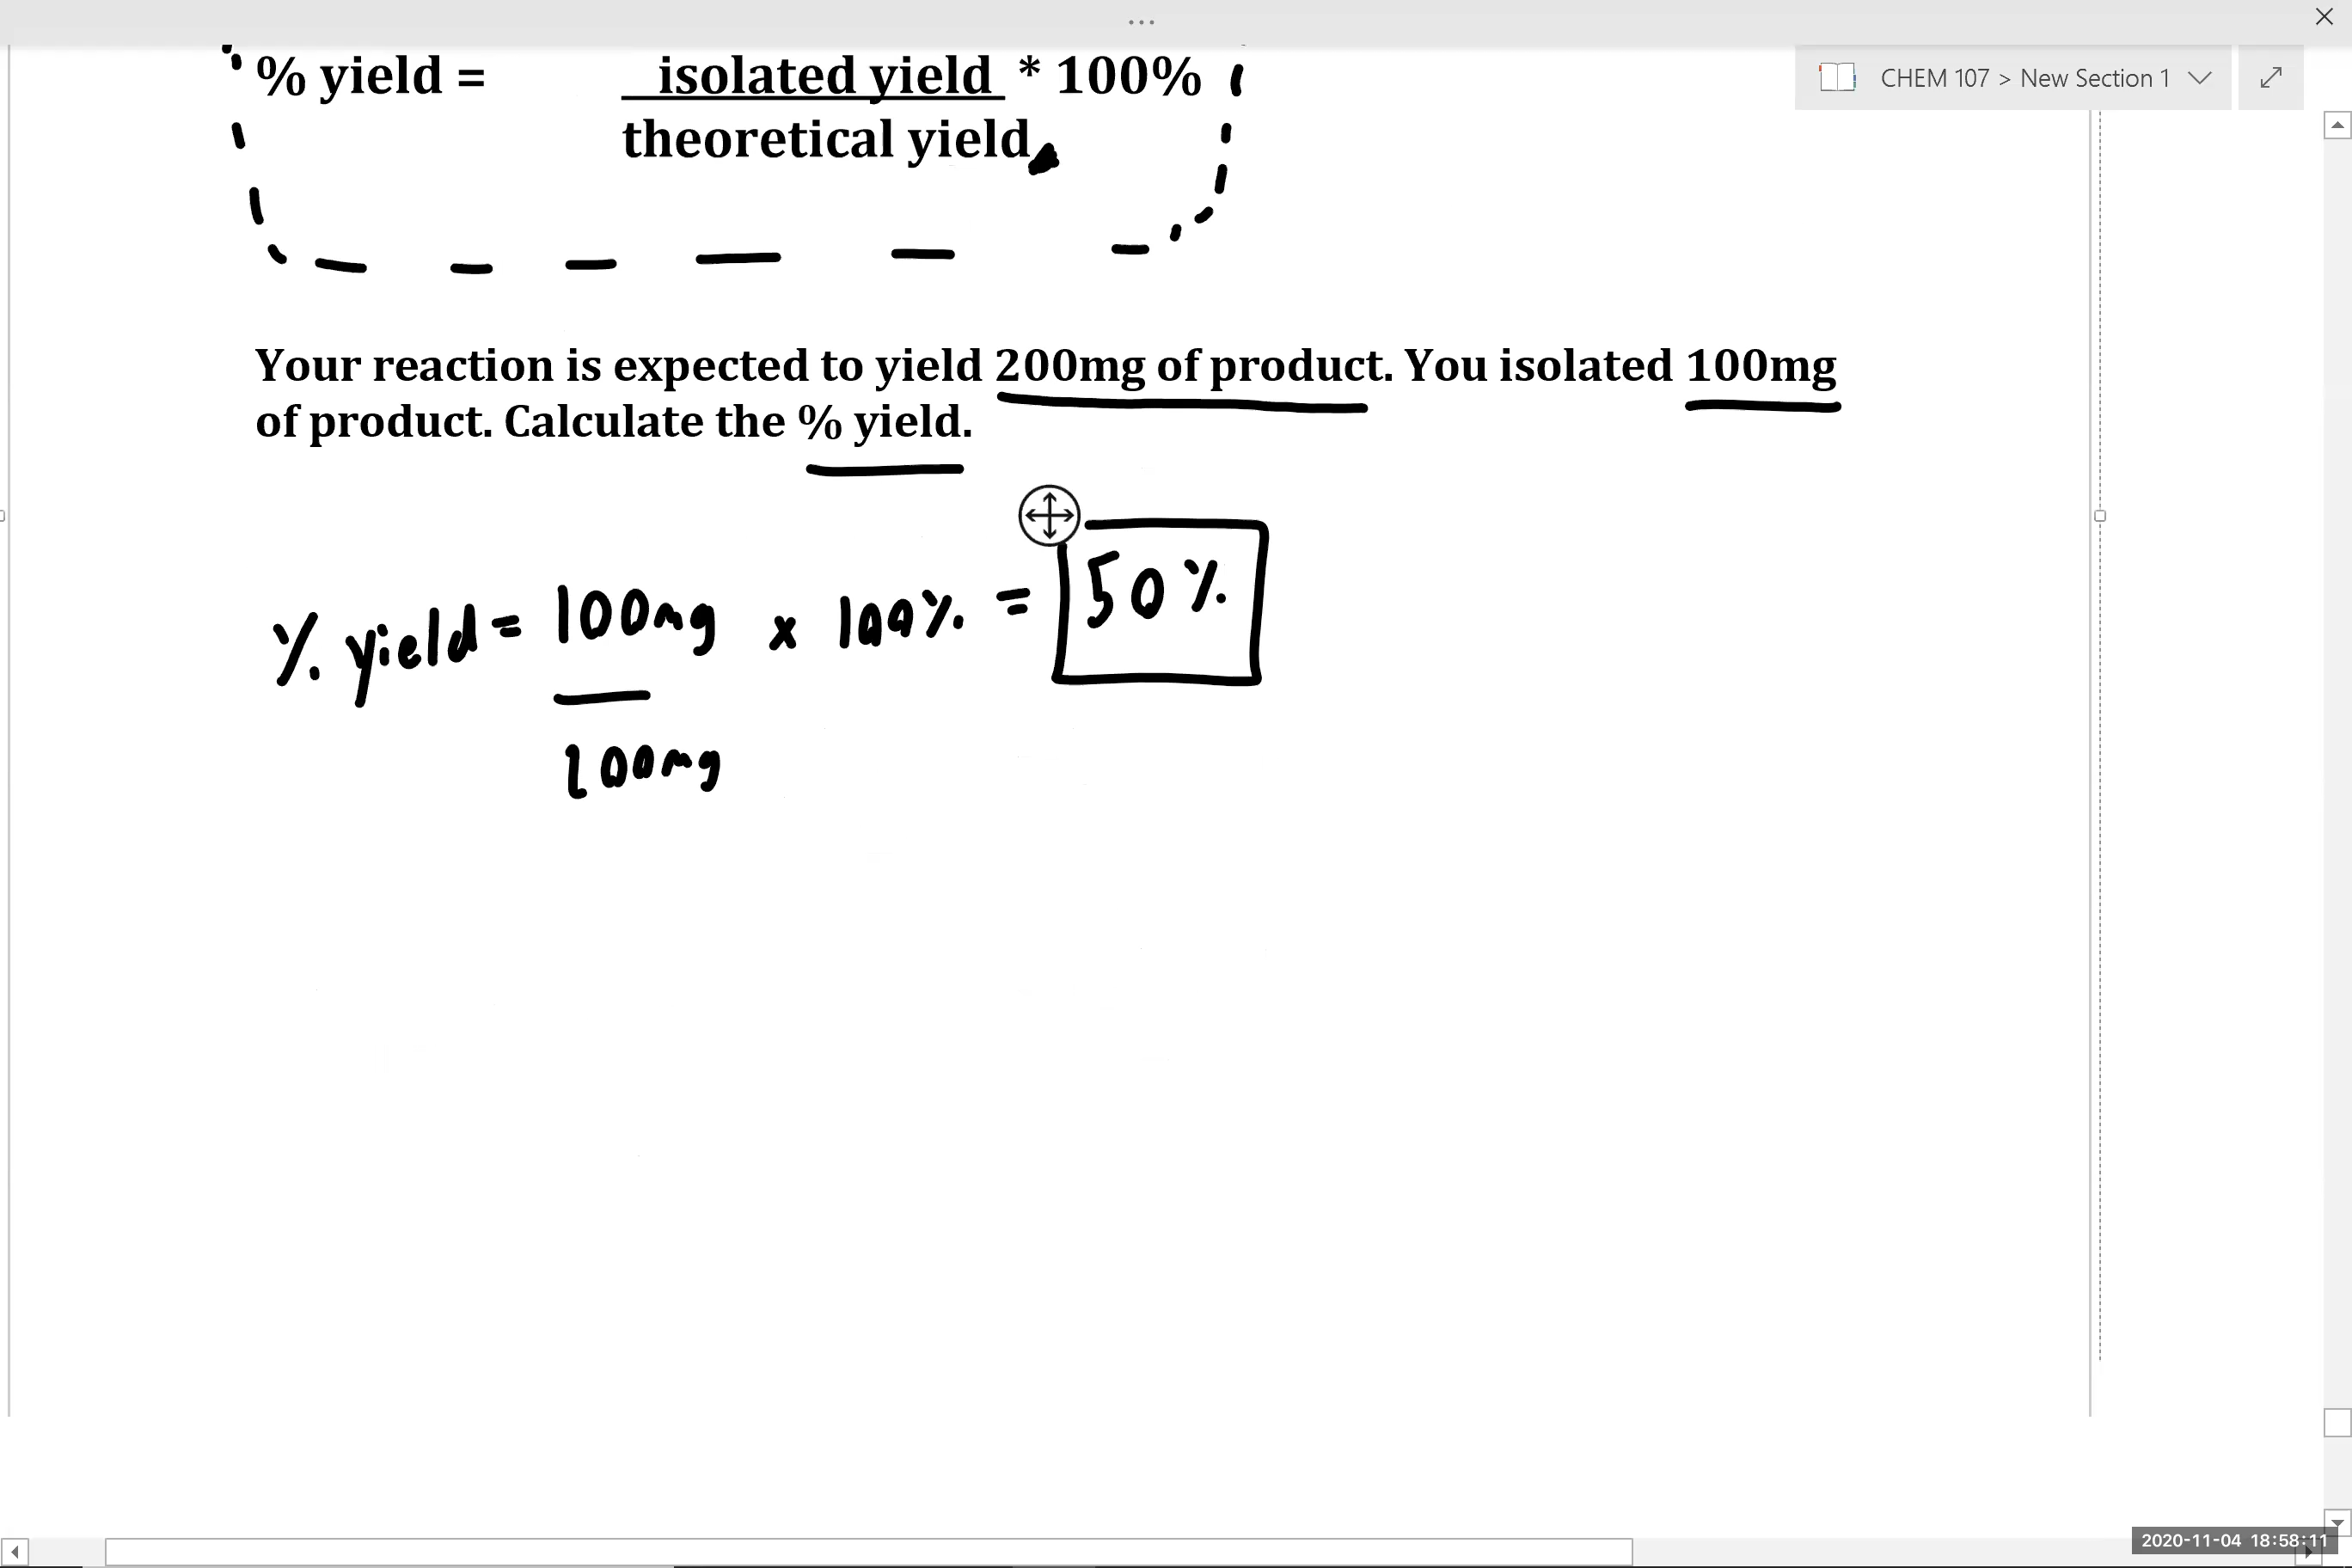 % yield = isolated yield * 100%
theoretical yield
CHEM 107 > New Section 1
Your reaction is expected to yield 200mg of product. You isolated 100mg
of product. Calculate the % yield.
% yield = 100mg x 100% = 50%
200mg
2020-11-04 18:58:11